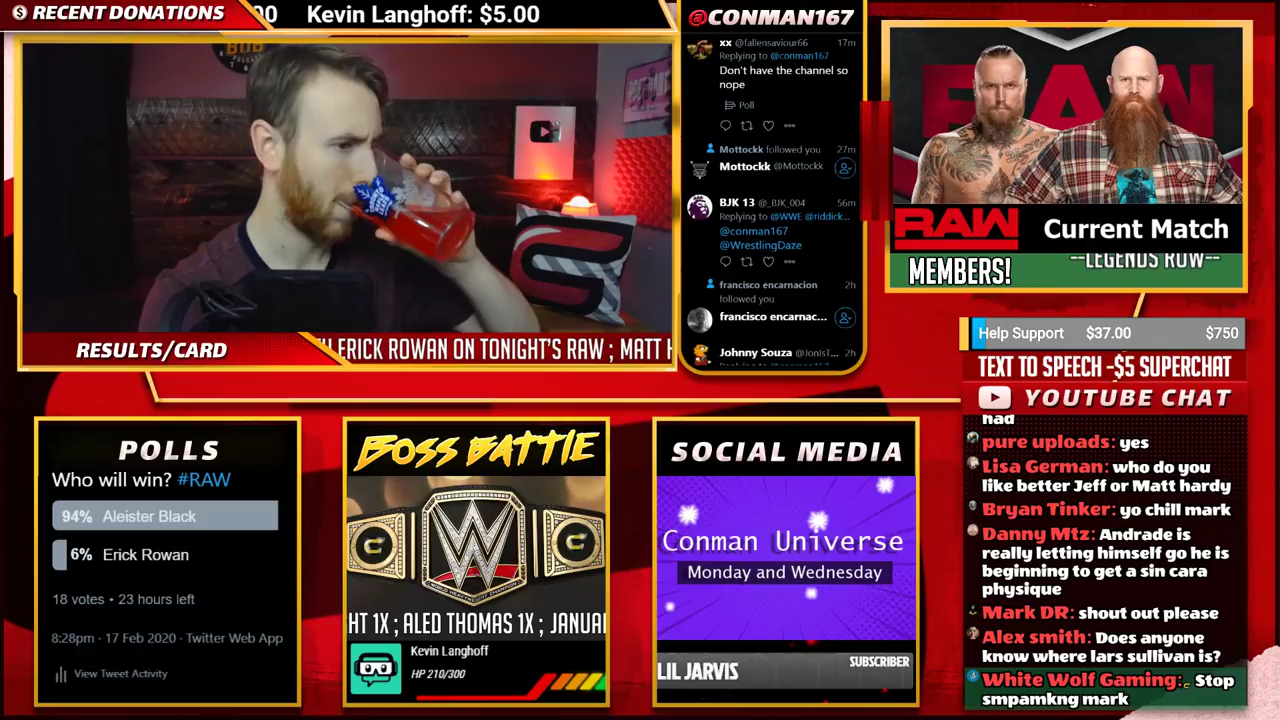 RECENT DONATIONS
00 Kevin Langhoff: $5.00
RESULTS/CARD
ERICK ROWAN ON TONIGHT'S RAW ; MATT H
@CONMAN167
xx @fallensaviour66 17m
Replying to @conman167
Don't have the channel so
nope
Poll
Mottockk followed you 27m
Mottockk @Mottockk
BJK 13 @_BJK_004 56m
Replying to @WWE @riddick...
@conman167
@WrestlingDaze
francisco encarnacion 2h
followed you
francisco encarnac...
Johnny Souza @JonIsT... 2h
RAW
RAW Current Match
MEMBERS! --LEGENDS ROW--
Help Support $37.00 $750
TEXT TO SPEECH -$5 SUPERCHAT
YOUTUBE CHAT
had
pure uploads: yes
Lisa German: who do you
like better Jeff or Matt hardy
Bryan Tinker: yo chill mark
Danny Mtz: Andrade is
really letting himself go he is
beginning to get a sin cara
physique
Mark DR: shout out please
Alex smith: Does anyone
know where lars sullivan is?
White Wolf Gaming: Stop
smpamkng mark
POLLS
Who will win? #RAW
94% Aleister Black
6% Erick Rowan
18 votes • 23 hours left
8:28pm · 17 Feb 2020 · Twitter Web App
View Tweet Activity
BOSS BATTLE
HT 1X ; ALED THOMAS 1X ; JANUA
Kevin Langhoff
HP 210/300
SOCIAL MEDIA
Conman Universe
Monday and Wednesday
LIL JARVIS SUBSCRIBER